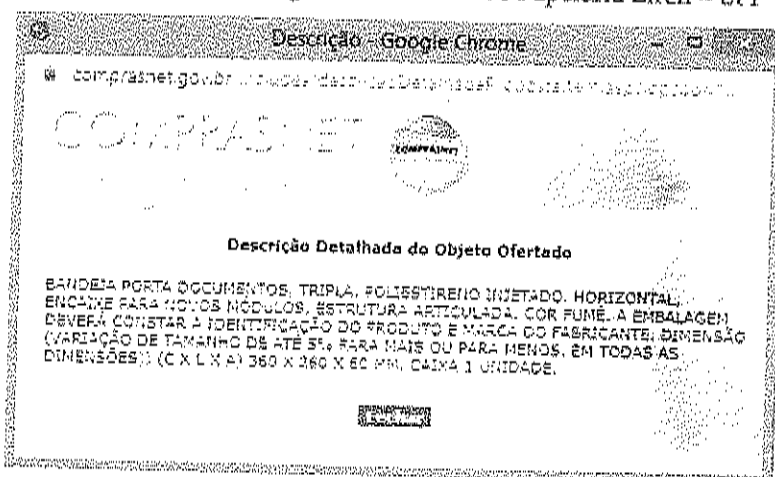 Descrição - Google Chrome
comprasnet.gov.br
COMPRASNET
COMPRASNET
Descrição Detalhada do Objeto Ofertado
BANDEJA PORTA DOCUMENTOS, TRIPLA, POLIESTIRENO INJETADO, HORIZONTAL,
ENCAIXE PARA NOVOS MÓDULOS, ESTRUTURA ARTICULADA, COR FUMÊ. A EMBALAGEM
DEVERÁ CONSTAR A IDENTIFICAÇÃO DO PRODUTO E MARCA DO FABRICANTE. DIMENSÃO
(VARIAÇÃO DE TAMANHO DE ATÉ 5% PARA MAIS OU PARA MENOS, EM TODAS AS
DIMENSÕES): (C X L X A) 360 X 260 X 60 MM, CAIXA 1 UNIDADE.